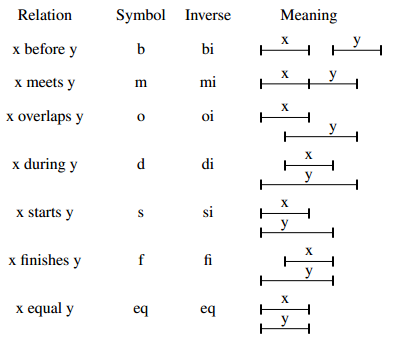 Relation Symbol Inverse Meaning
x before y b bi x y
x meets y m mi x y
x overlaps y o oi x
y
x during y d di x
y
x starts y s si x
y
x finishes y f fi x
y
x equal y eq eq x
y